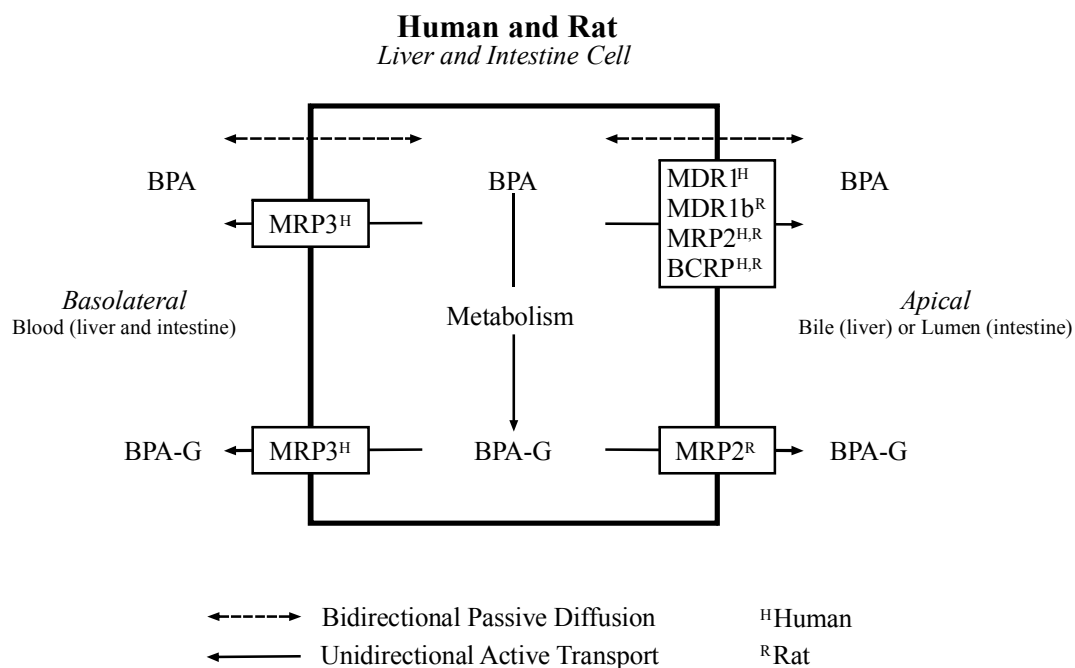 Human and Rat
Liver and Intestine Cell
BPA
BPA
BPA
MRP3ᴴ
MDR1ᴴ
MDR1bᴿ
MRP2ᴴ,ᴿ
BCRPᴴ,ᴿ
Basolateral
Blood (liver and intestine)
Metabolism
Apical
Bile (liver) or Lumen (intestine)
BPA-G
MRP3ᴴ
BPA-G
MRP2ᴿ
BPA-G
Bidirectional Passive Diffusion
ᴴHuman
Unidirectional Active Transport
ᴿRat